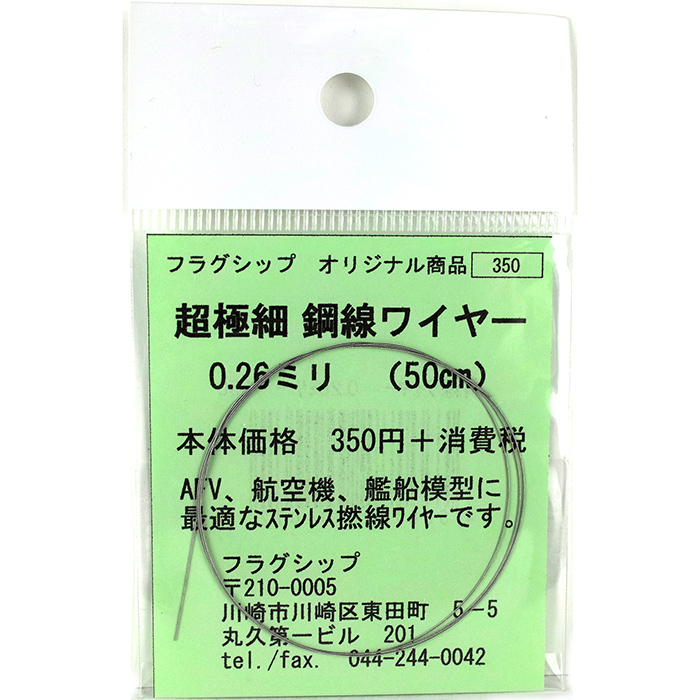 フラグシップ オリジナル商品 350
超極細 鋼線ワイヤー
0.26ミリ (50㎝)
本体価格 350円＋消費税
AFV、航空機、艦船模型に
最適なステンレス撚線ワイヤーです。
フラグシップ
〒210-0005
川崎市川崎区東田町 5-5
丸久第一ビル 201
tel./fax. 044-244-0042